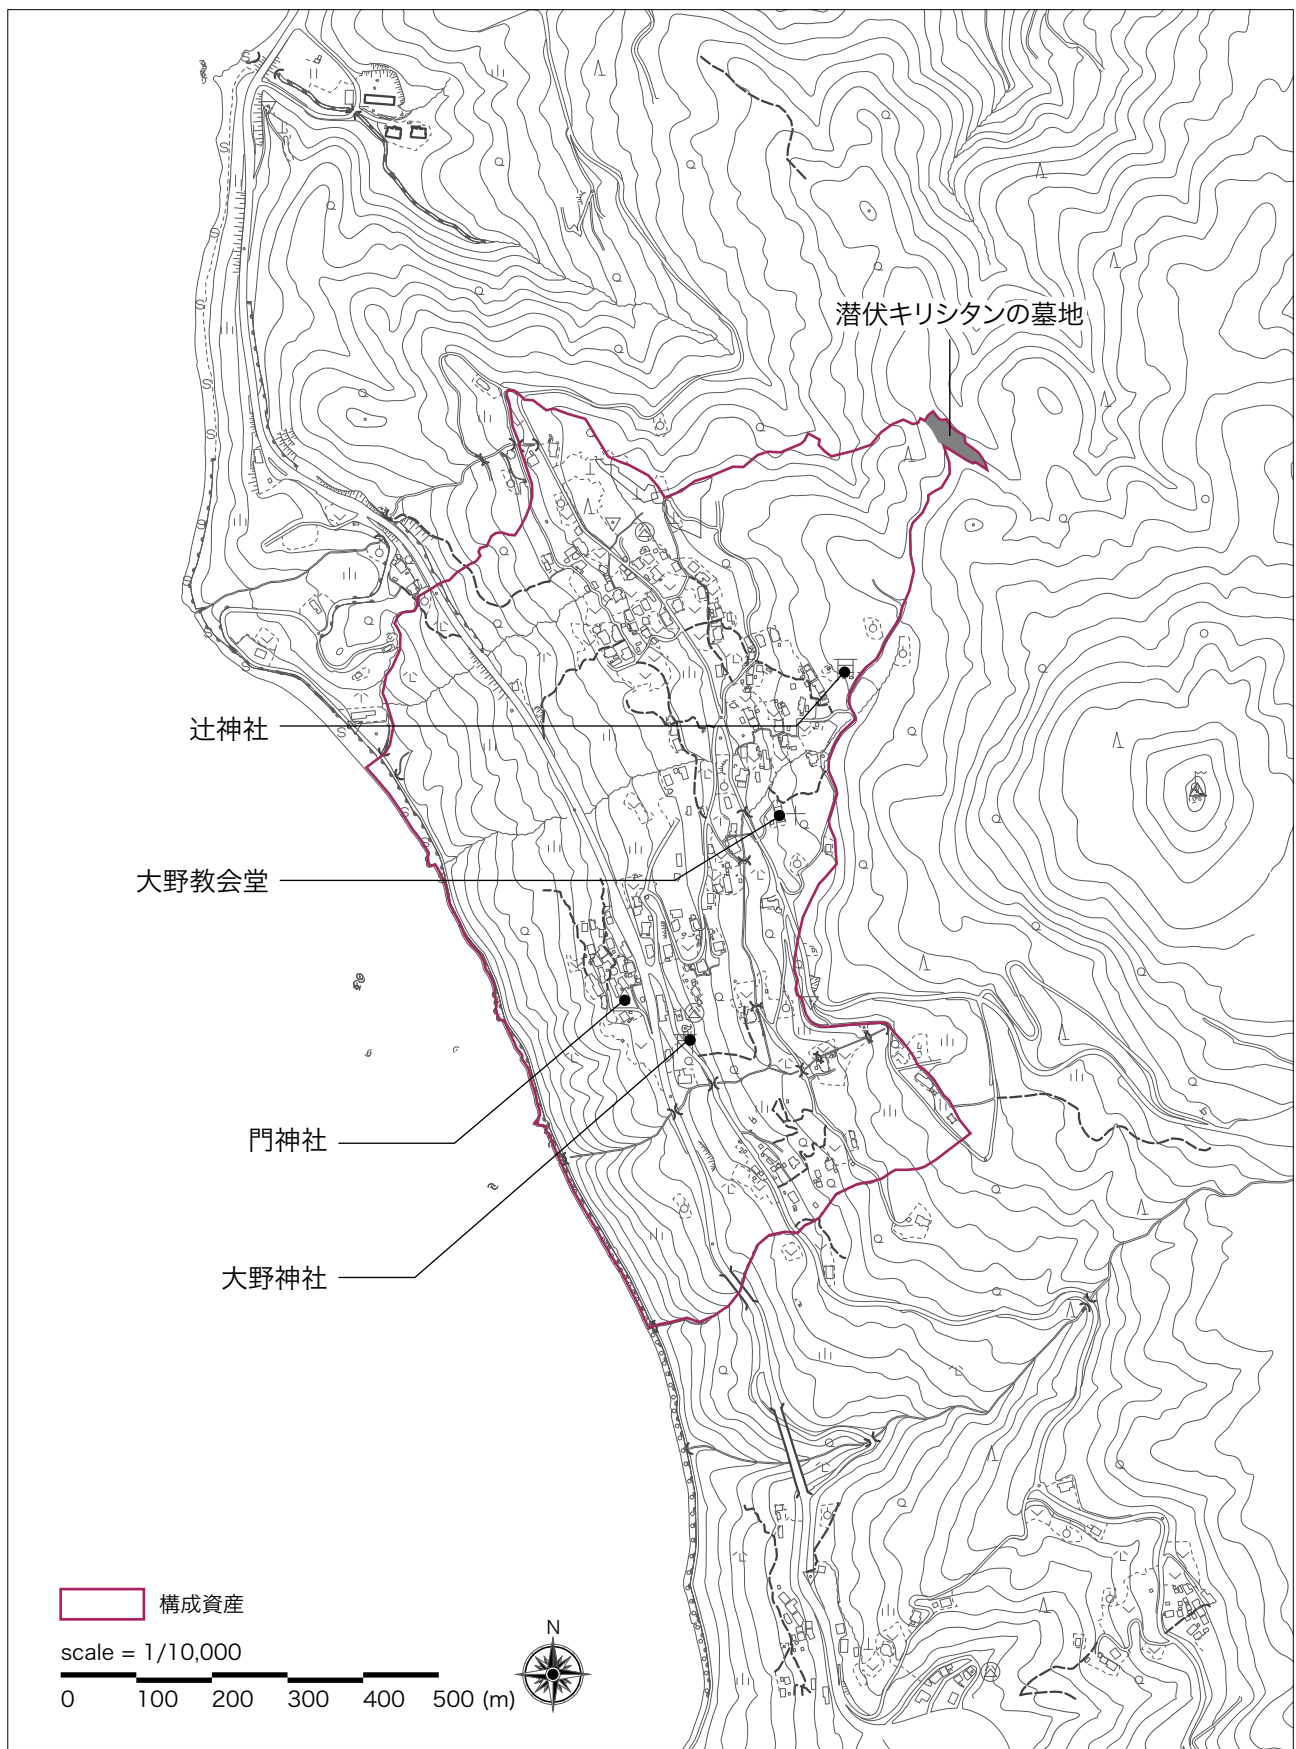 潜伏キリシタンの墓地
辻神社
大野教会堂
門神社
大野神社
構成資産
scale = 1/10,000
0 100 200 300 400 500 (m)
N